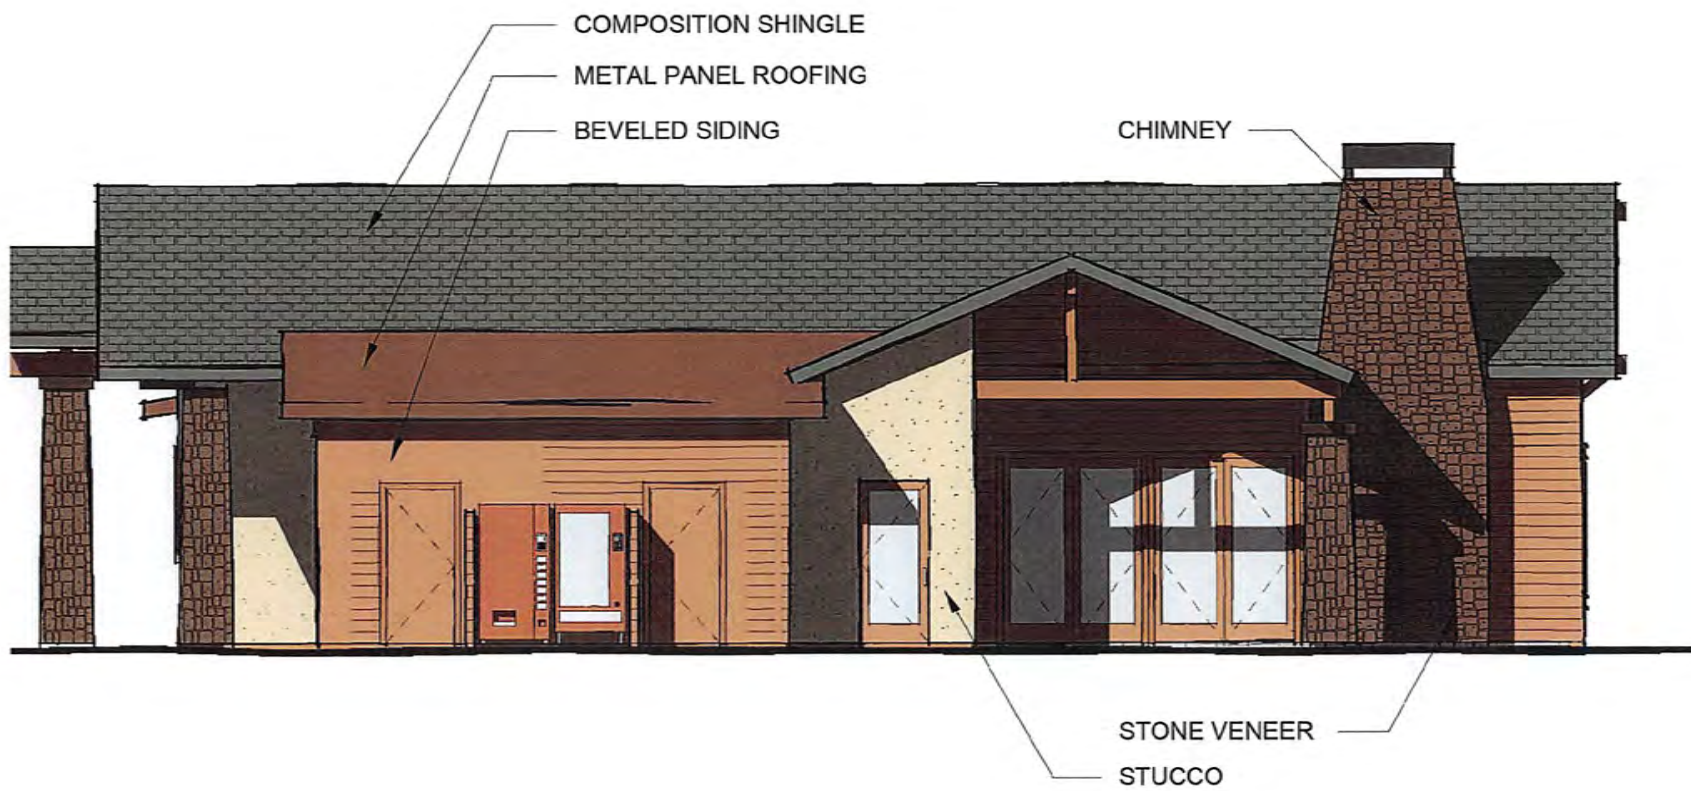 COMPOSITION SHINGLE
METAL PANEL ROOFING
BEVELED SIDING
CHIMNEY
STONE VENEER
STUCCO